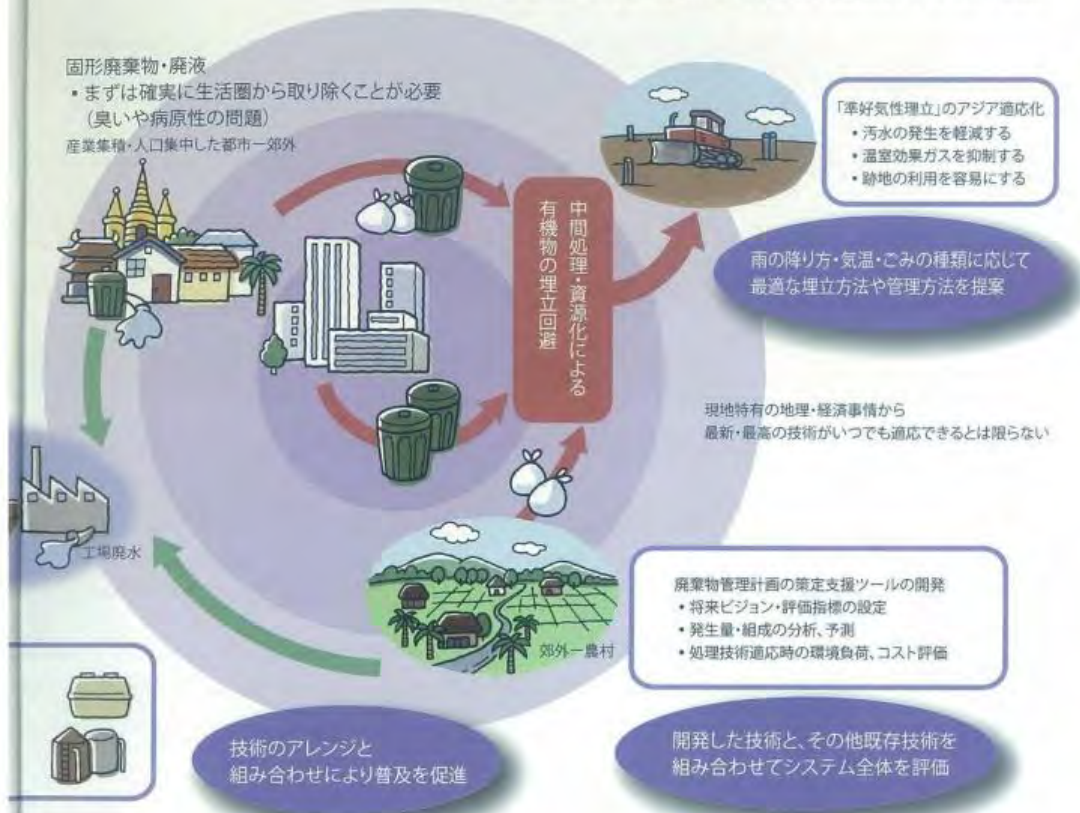 固形廃棄物・廃液
・まずは確実に生活圏から取り除くことが必要
(臭いや病原性の問題)
産業集積・人口集中した都市ー郊外
中間処理・資源化による
有機物の埋立回避
「準好気性埋立」のアジア適応化
・汚水の発生を軽減する
・温室効果ガスを抑制する
・跡地の利用を容易にする
雨の降り方・気温・ごみの種類に応じて
最適な埋立方法や管理方法を提案
現地特有の地理・経済事情から
最新・最高の技術がいつでも適応できるとは限らない
工場廃水
郊外ー農村
廃棄物管理計画の策定支援ツールの開発
・将来ビジョン・評価指標の設定
・発生量・組成の分析、予測
・処理技術適応時の環境負荷、コスト評価
技術のアレンジと
組み合わせにより普及を促進
開発した技術と、その他既存技術を
組み合わせてシステム全体を評価